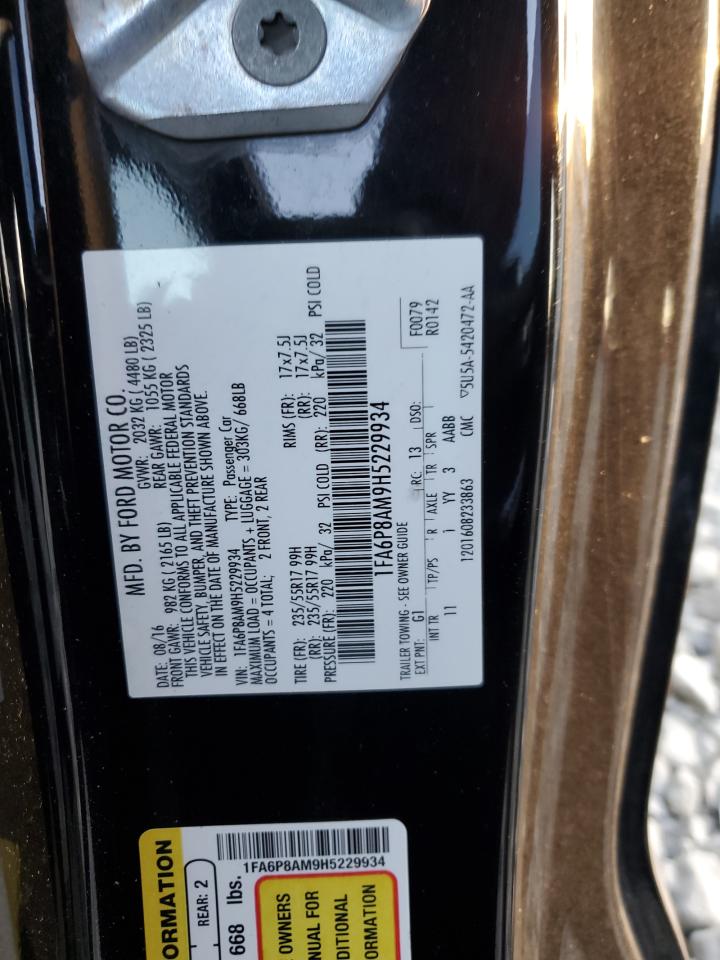 MFD. BY FORD MOTOR CO.
DATE: 08/16 GVWR: 2032 KG ( 4480 LB)
FRONT GAWR: 982 KG ( 2165 LB) REAR GAWR: 1055 KG ( 2325 LB)
THIS VEHICLE CONFORMS TO ALL APPLICABLE FEDERAL MOTOR
VEHICLE SAFETY, BUMPER, AND THEFT PREVENTION STANDARDS
IN EFFECT ON THE DATE OF MANUFACTURE SHOWN ABOVE.
VIN: 1FA6P8AM9H5229934 TYPE: Passenger Car
MAXIMUM LOAD = OCCUPANTS + LUGGAGE = 303KG/ 668LB
OCCUPANTS = 4 TOTAL; 2 FRONT, 2 REAR
TIRE (FR): 235/55R17 99H RIMS (FR): 17x7.5J
(RR): 235/55R17 99H (RR): 17x7.5J
PRESSURE (FR): 220 kPa/ 32 PSI COLD (RR): 220 kPa/ 32 PSI COLD
1FA6P8AM9H5229934
TRAILER TOWING - SEE OWNER GUIDE F0079
EXT PNT: G1 RC: 13 DSO: R0142
INT TR TP/PS R AXLE TR SPR
11 1 YY 3 AABB
1201608233863 CMC ▽5U5A-5420472-AA
1FA6P8AM9H5229934
ORMATION
REAR: 2
668 lbs.
OWNERS
NUAL FOR
DITIONAL
FORMATION